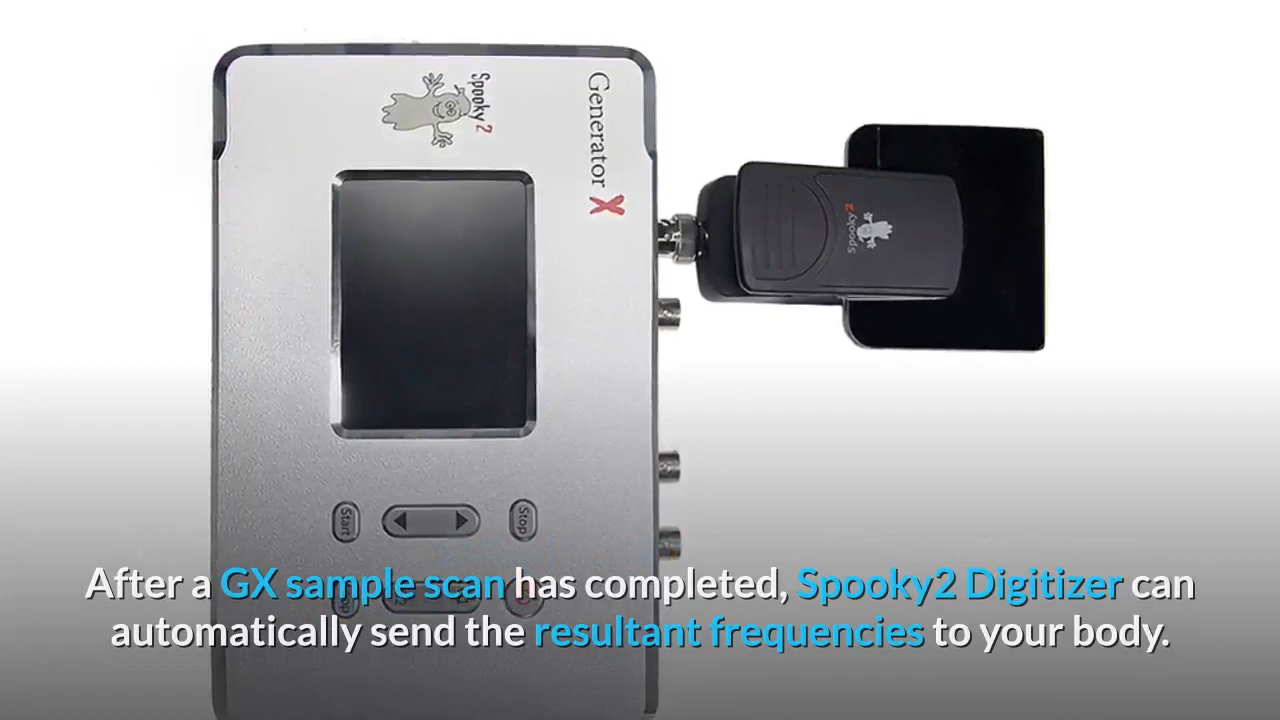 Spooky2
Generator X
Spooky2
Start
Stop
After a GX sample scan has completed, Spooky2 Digitizer can
automatically send the resultant frequencies to your body.